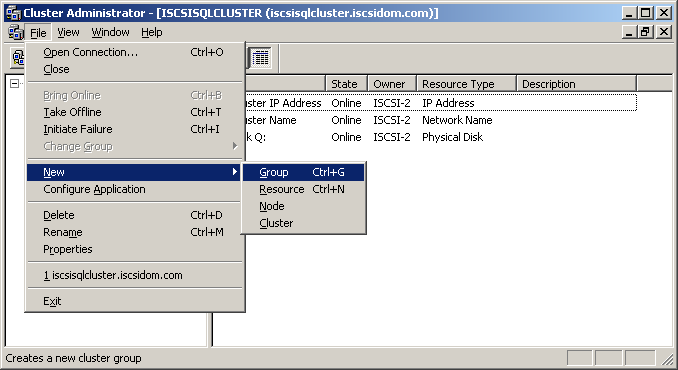 Cluster Administrator - [ISCSISQLCLUSTER (iscsisqlcluster.iscsidom.com)]
File View Window Help
Open Connection... Ctrl+O
Close
Bring Online Ctrl+B
Take Offline Ctrl+T
Initiate Failure Ctrl+I
Change Group
New
Configure Application
Delete Ctrl+D
Rename Ctrl+M
Properties
1 iscsisqlcluster.iscsidom.com
Exit
Group Ctrl+G
Resource Ctrl+N
Node
Cluster
State Owner Resource Type Description
uster IP Address Online ISCSI-2 IP Address
uster Name Online ISCSI-2 Network Name
k Q: Online ISCSI-2 Physical Disk
Creates a new cluster group